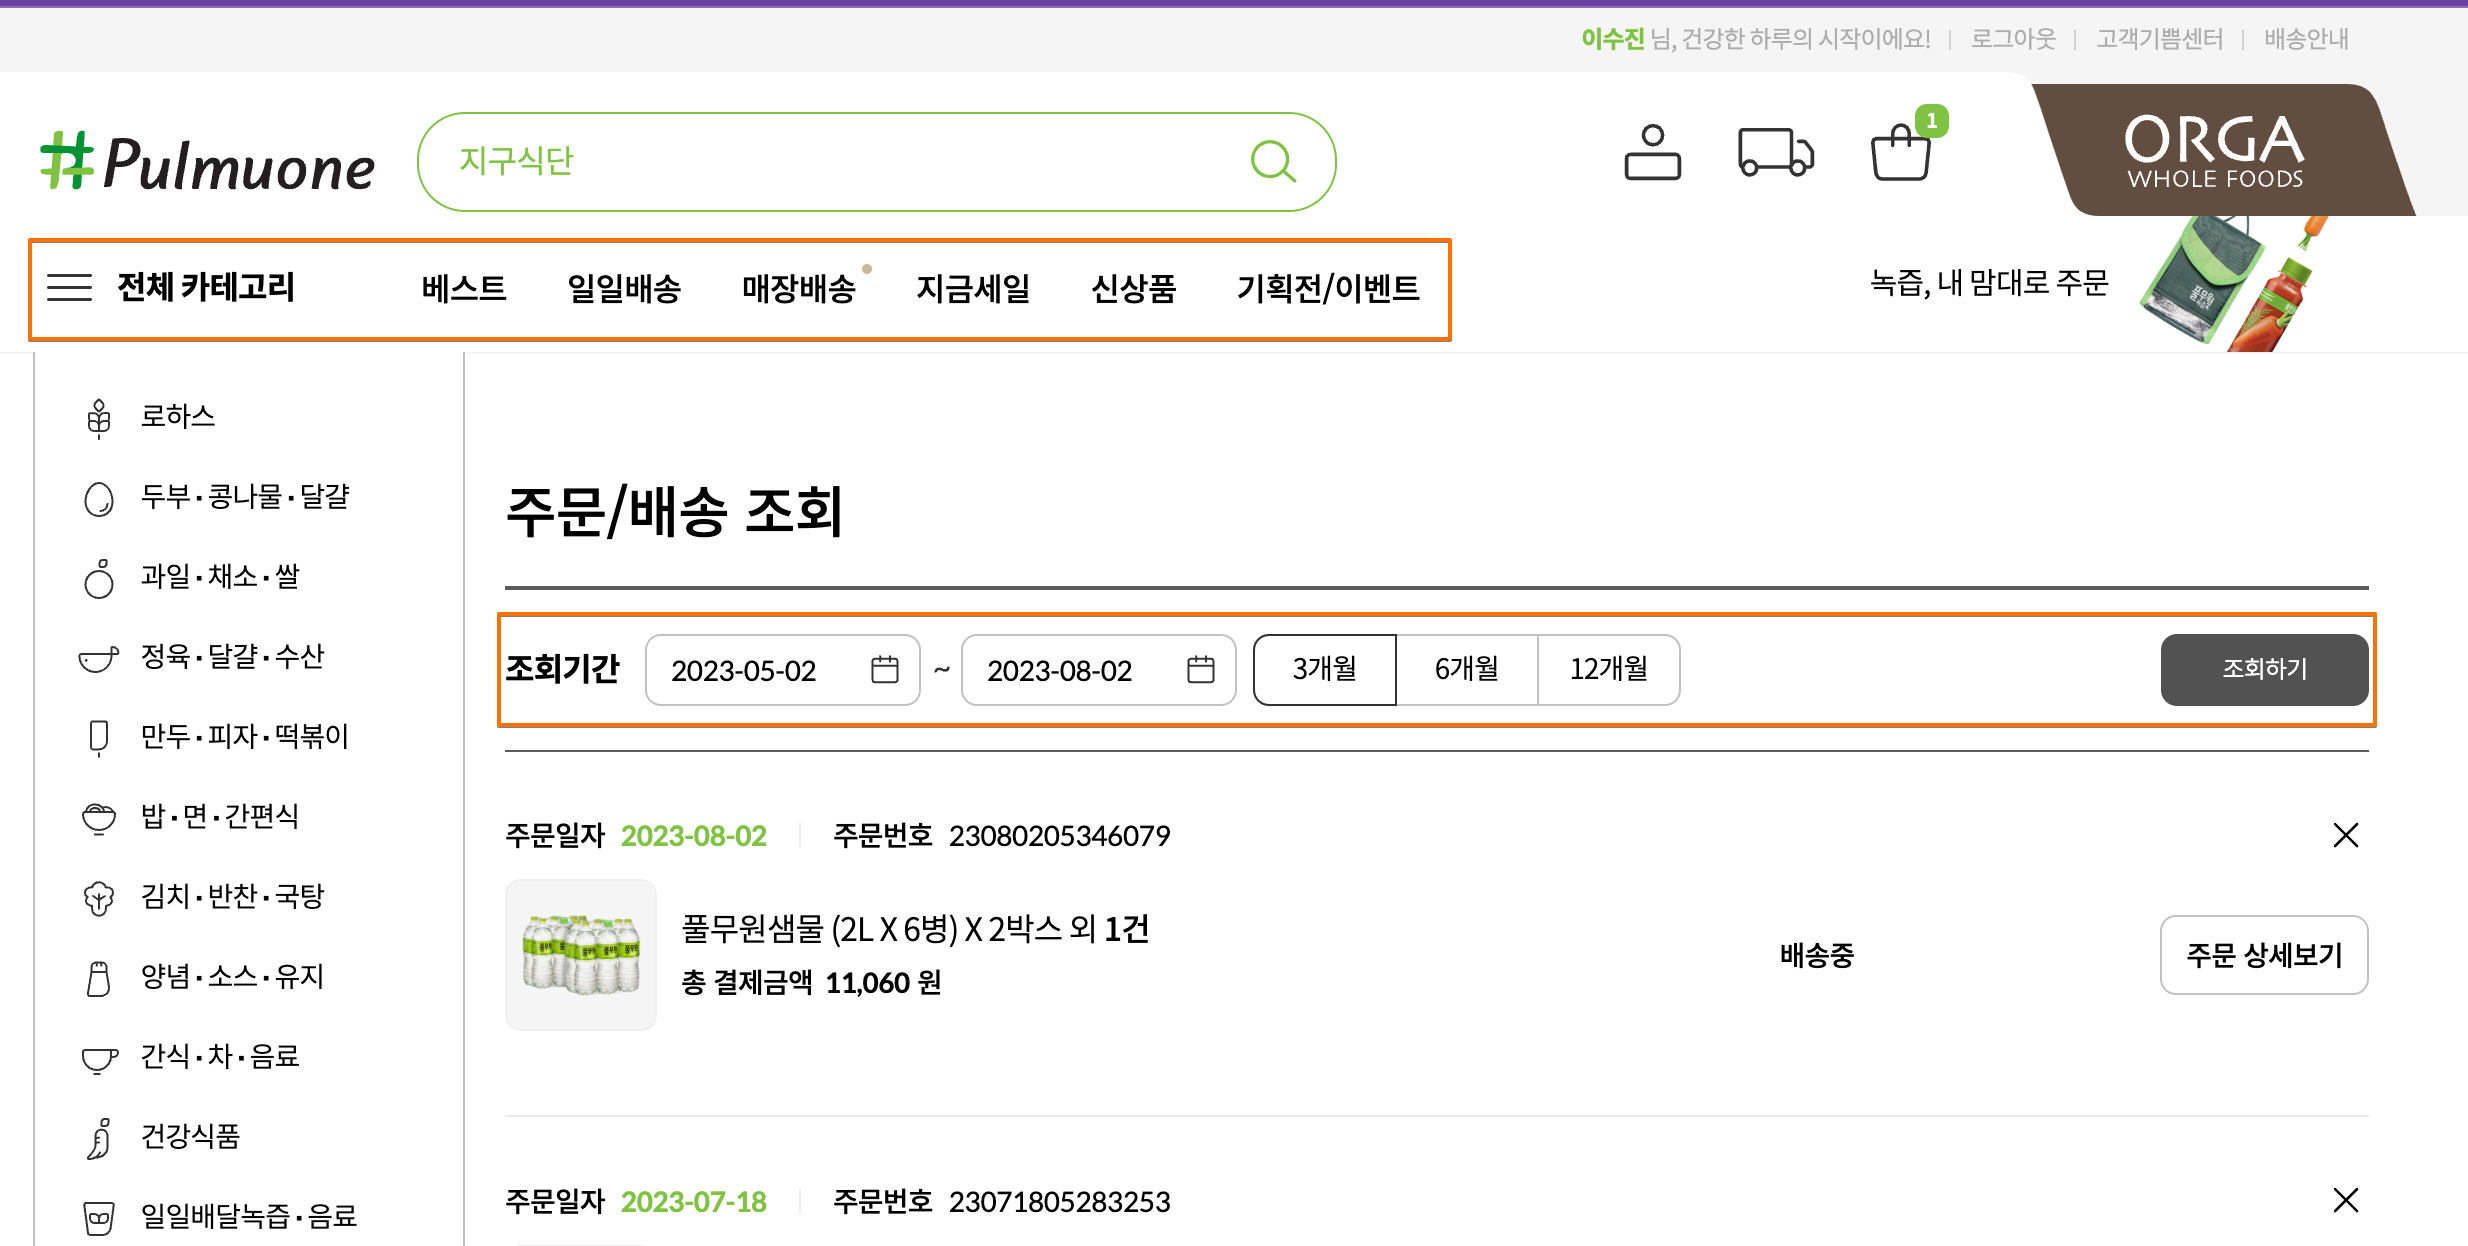 이수진 님, 건강한 하루의 시작이에요! 로그아웃 고객기쁨센터 배송안내
Pulmuone
지구식단
1
ORGA
WHOLE FOODS
전체 카테고리 베스트 일일배송 매장배송 지금세일 신상품 기획전/이벤트
녹즙, 내 맘대로 주문
로하스
두부·콩나물·달걀
과일·채소·쌀
정육·달걀·수산
만두·피자·떡볶이
밥·면·간편식
김치·반찬·국탕
양념·소스·유지
간식·차·음료
건강식품
일일배달녹즙·음료
주문/배송 조회
조회기간 2023-05-02 ~ 2023-08-02 3개월 6개월 12개월 조회하기
주문일자 2023-08-02 주문번호 23080205346079
풀무원샘물 (2L X 6병) X 2박스 외 1건
총 결제금액 11,060 원
배송중
주문 상세보기
주문일자 2023-07-18 주문번호 23071805283253